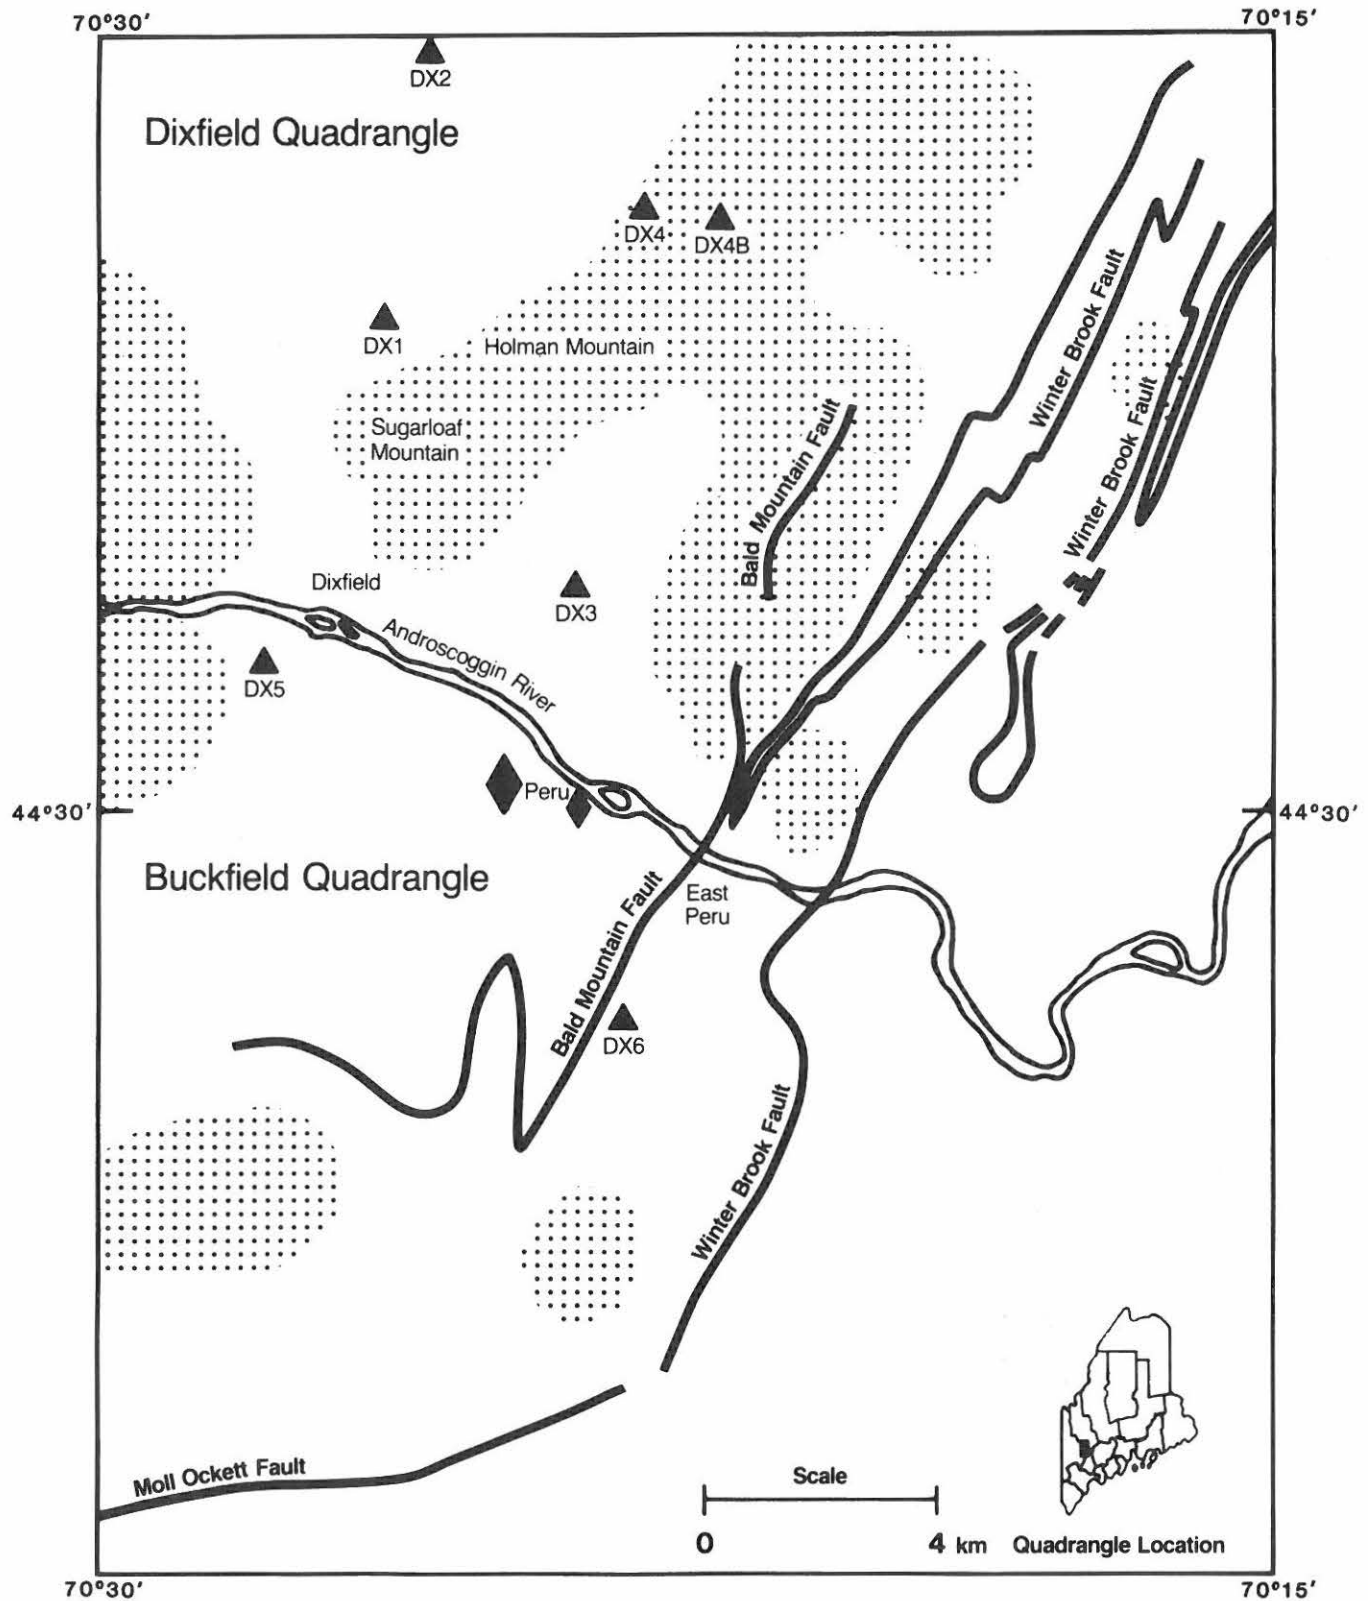 70°30′
70°15′
DX2
Dixfield Quadrangle
DX4
DX4B
DX1
Holman Mountain
Winter Brook Fault
Sugarloaf
Mountain
Bald Mountain Fault
Winter Brook Fault
Dixfield
DX3
Androscoggin River
DX5
Peru
44°30′
44°30′
Buckfield Quadrangle
East
Peru
Bald Mountain Fault
DX6
Winter Brook Fault
Moll Ockett Fault
Scale
0
4 km
Quadrangle Location
70°30′
70°15′